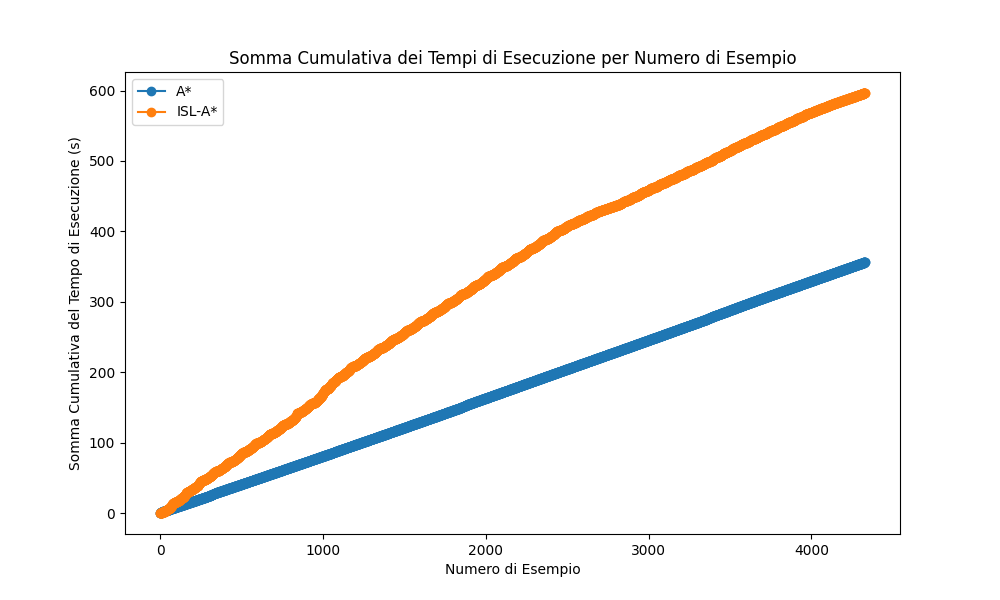 Somma Cumulativa dei Tempi di Esecuzione per Numero di Esempio
A*
ISL-A*
Somma Cumulativa del Tempo di Esecuzione (s)
600
500
400
300
200
100
0
0 1000 2000 3000 4000
Numero di Esempio